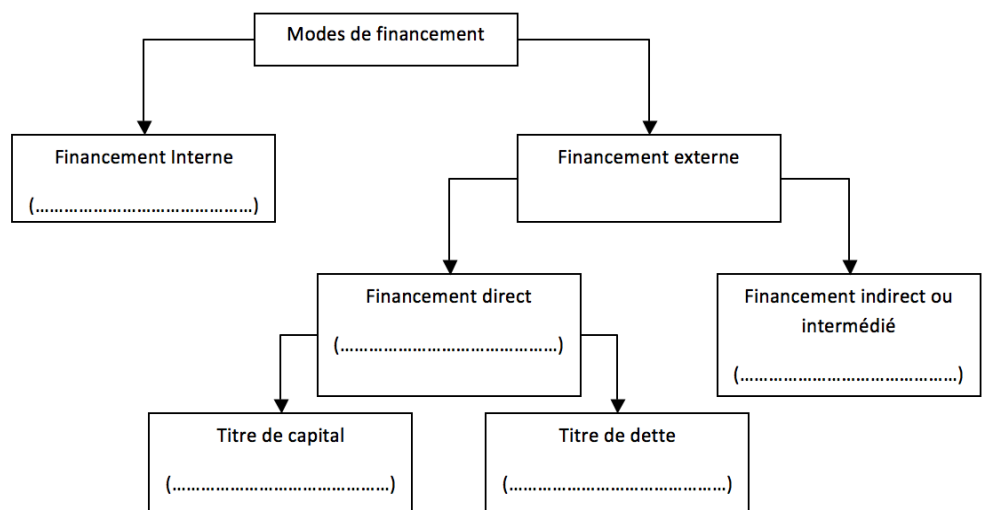 Modes de financement
Financement Interne
(……………………………………….)
Financement externe
Financement direct
(……………………………………….)
Financement indirect ou
intermédié
(……………………………………….)
Titre de capital
(……………………………………….)
Titre de dette
(……………………………………….)